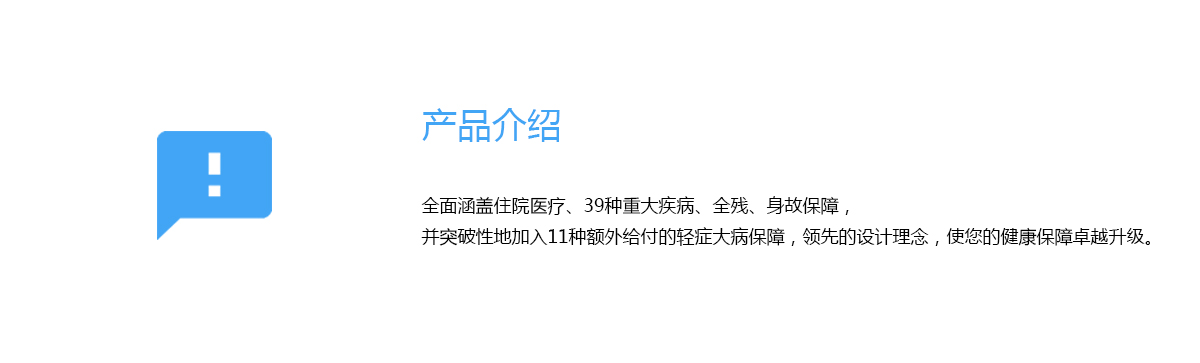 产品介绍
全面涵盖住院医疗、39种重大疾病、全残、身故保障，
并突破性地加入11种额外给付的轻症大病保障，领先的设计理念，使您的健康保障卓越升级。